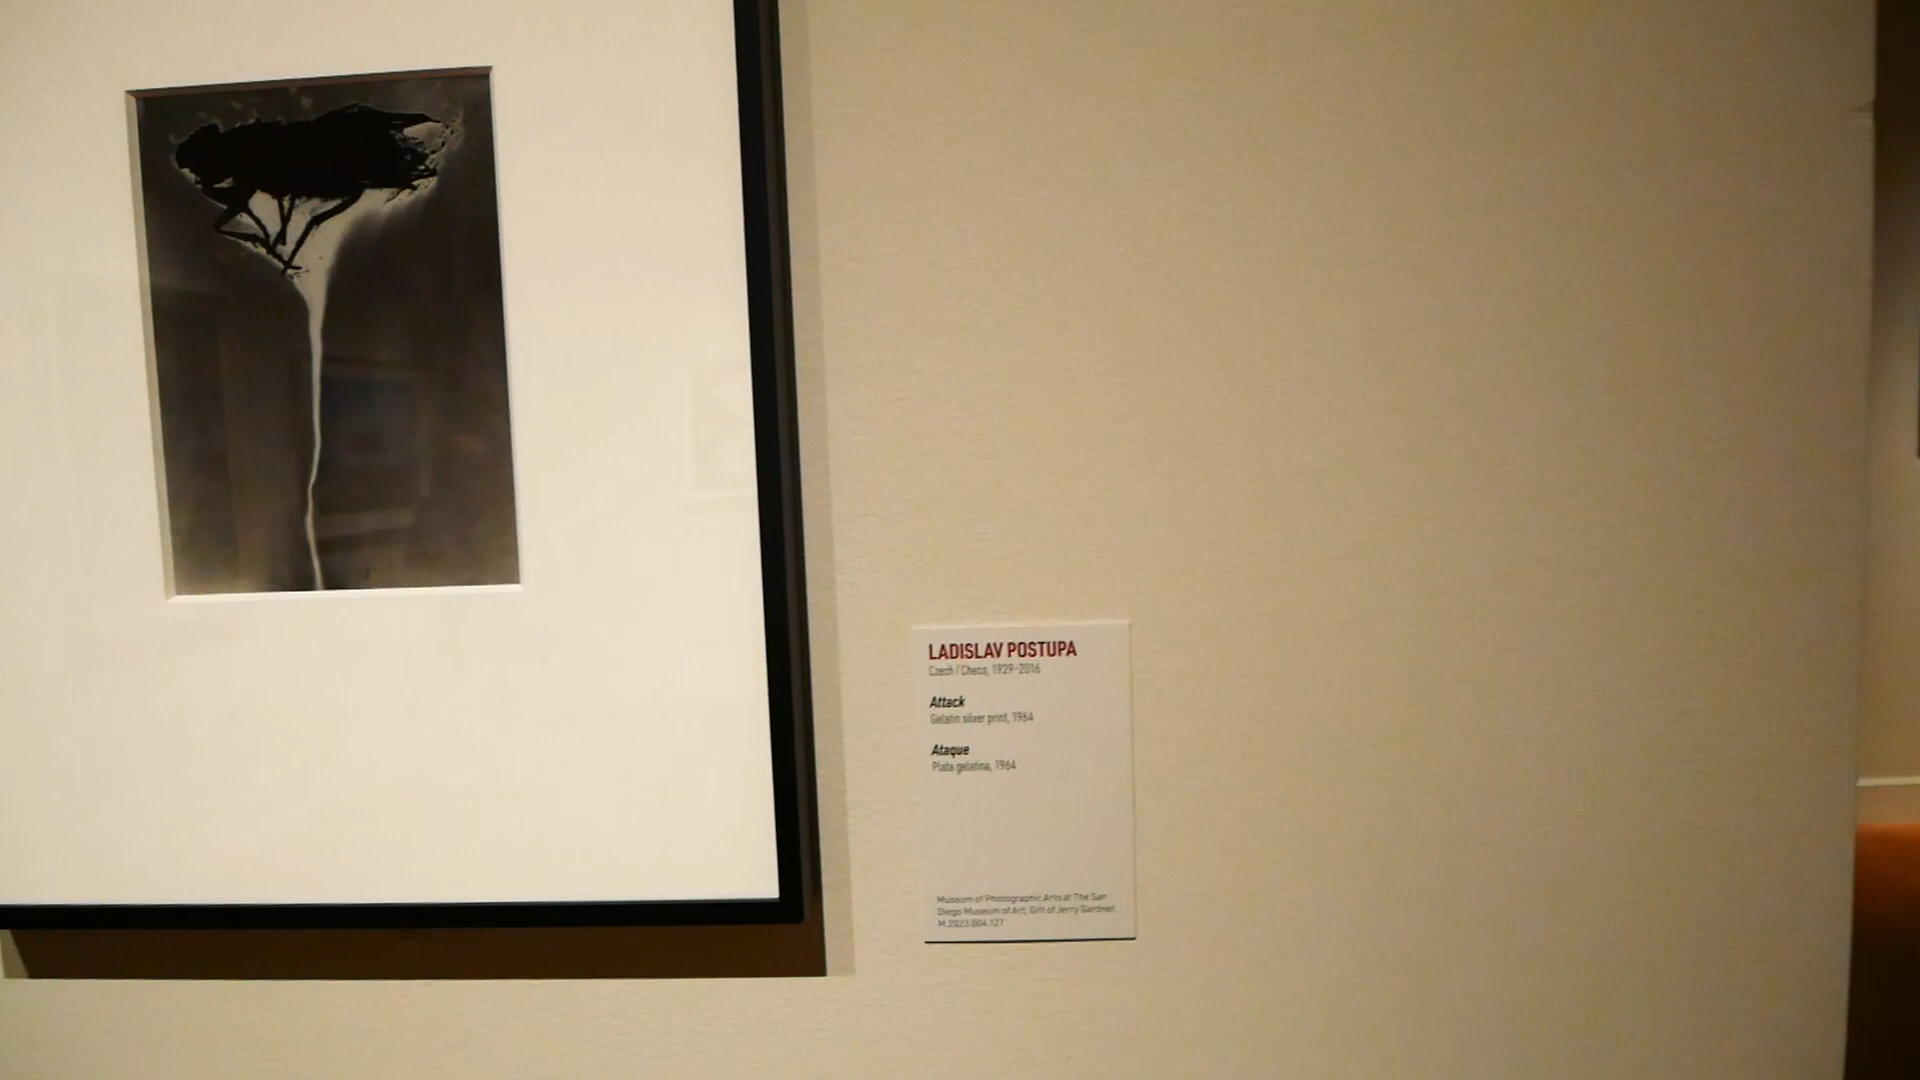 LADISLAV POSTUPA
Czech / Checo, 1929–2016
Attack
Gelatin silver print, 1964
Ataque
Plata gelatina, 1964
Museum of Photographic Arts at The San
Diego Museum of Art; Gift of Jerry Gardner,
M.2023.004.127